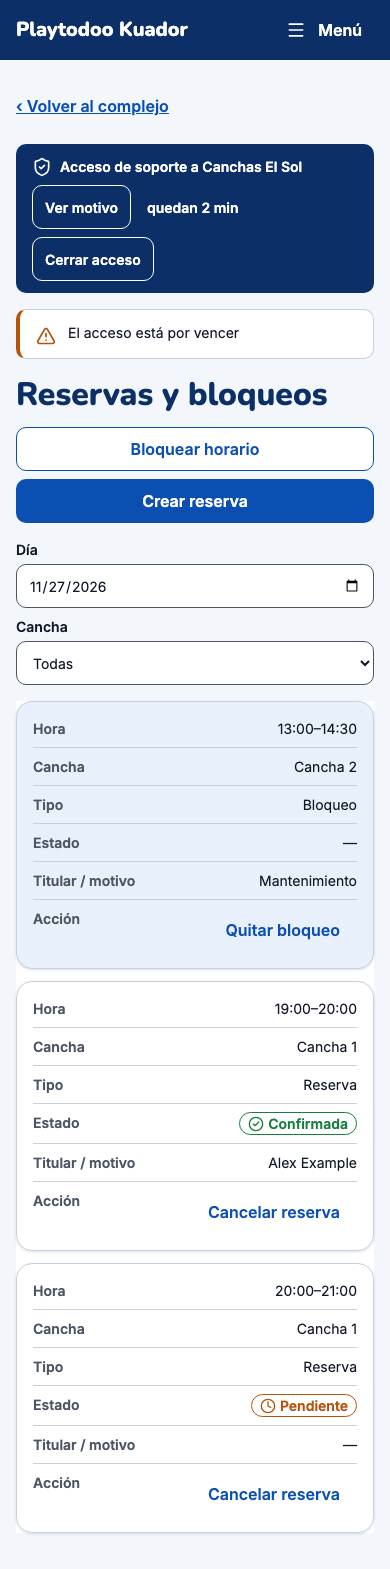 Playtodoo Kuador
Menú
‹ Volver al complejo
Acceso de soporte a Canchas El Sol
Ver motivo
quedan 2 min
Cerrar acceso
El acceso está por vencer
Reservas y bloqueos
Bloquear horario
Crear reserva
Día
11/27/2026
Cancha
Todas
Hora 13:00–14:30
Cancha Cancha 2
Tipo Bloqueo
Estado —
Titular / motivo Mantenimiento
Acción
Quitar bloqueo
Hora 19:00–20:00
Cancha Cancha 1
Tipo Reserva
Estado Confirmada
Titular / motivo Alex Example
Acción
Cancelar reserva
Hora 20:00–21:00
Cancha Cancha 1
Tipo Reserva
Estado Pendiente
Titular / motivo —
Acción
Cancelar reserva